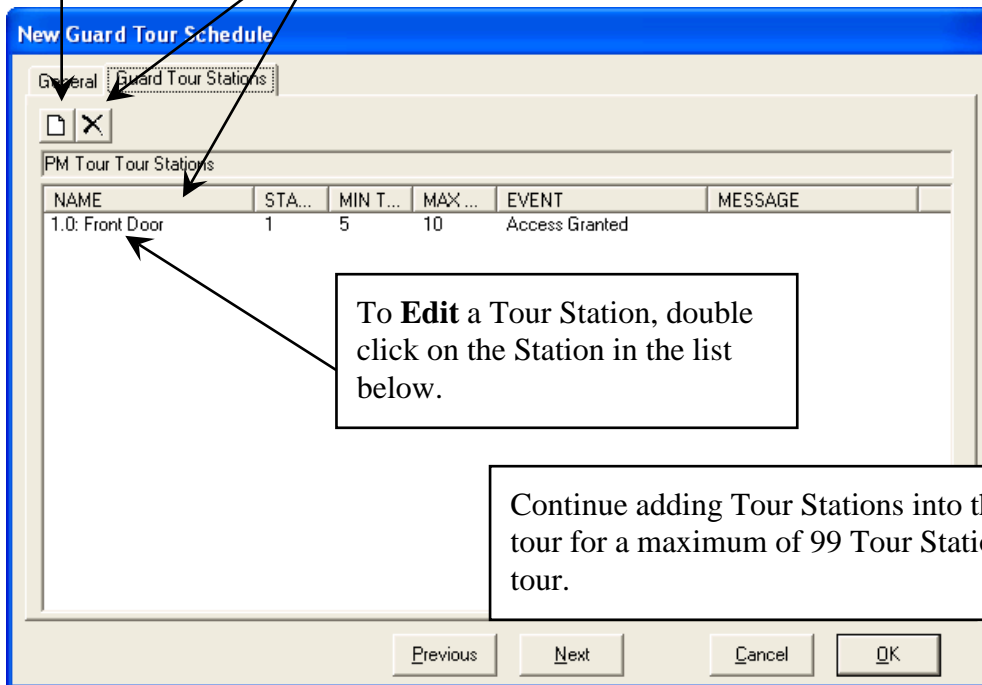 New Guard Tour Schedule
General Guard Tour Stations
PM Tour Tour Stations
NAME STA... MIN T... MAX ... EVENT MESSAGE
1.0: Front Door 1 5 10 Access Granted
To Edit a Tour Station, double
click on the Station in the list
below.
Continue adding Tour Stations into
tour for a maximum of 99 Tour
tour.
Previous Next Cancel OK